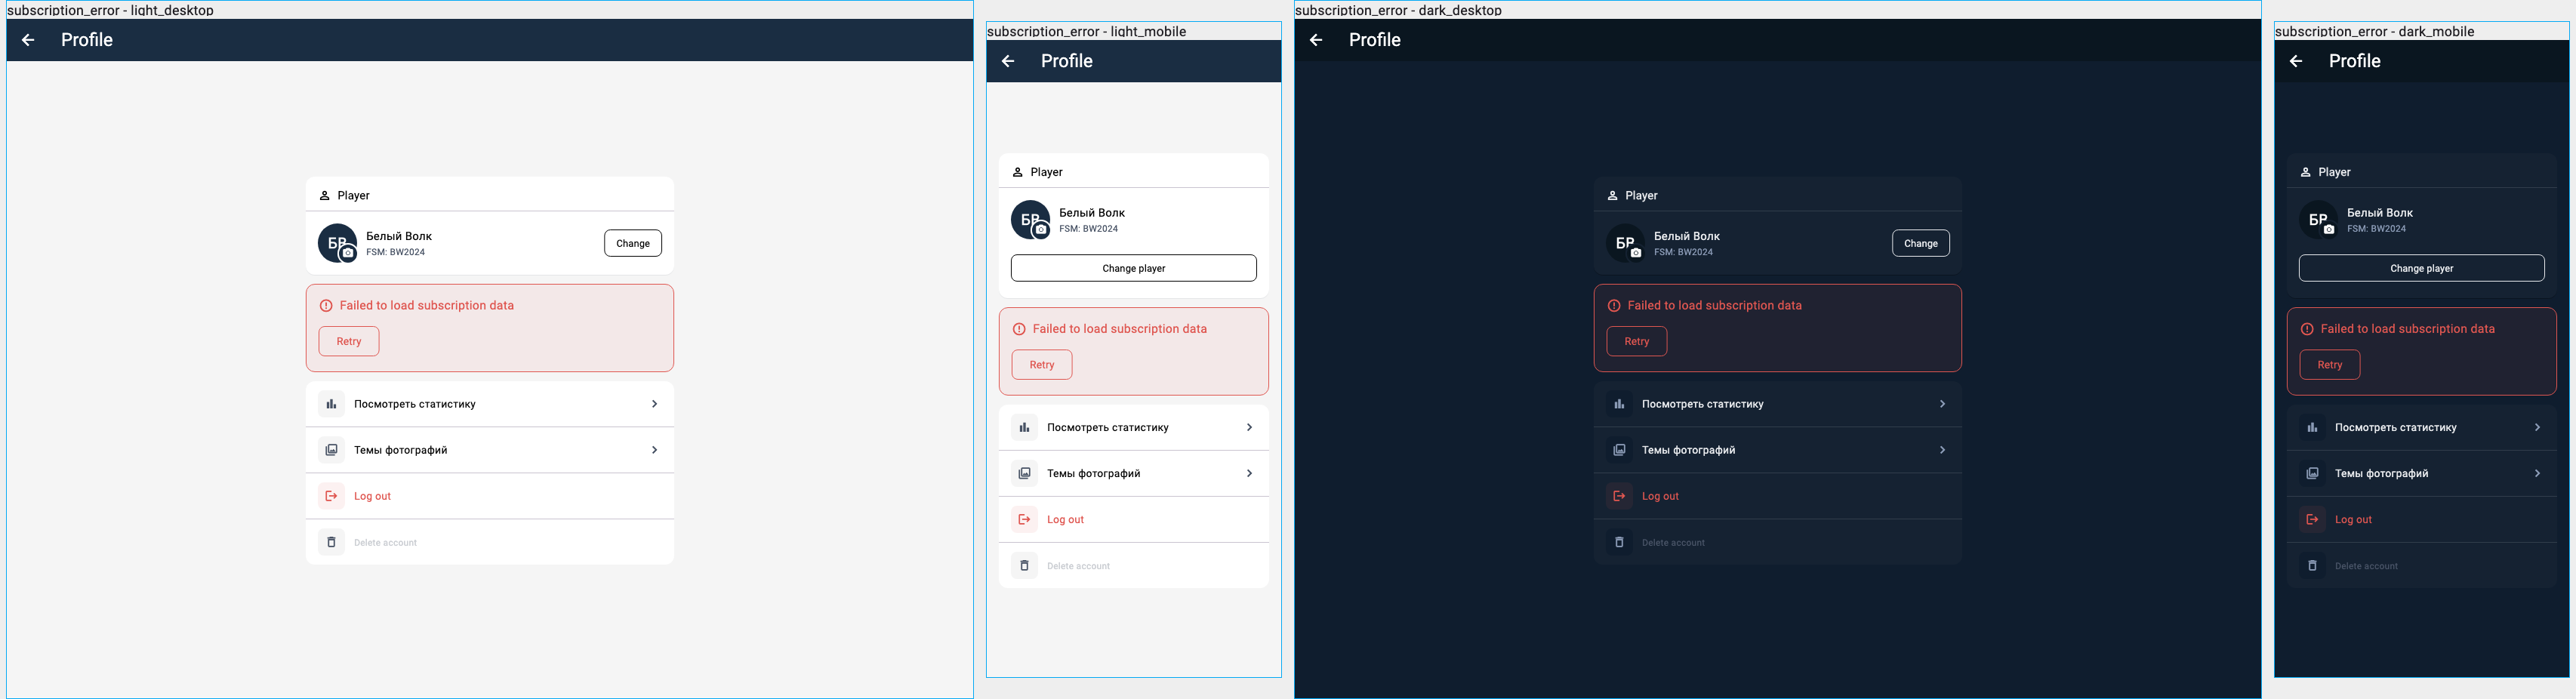 subscription_error - light_desktop
Profile
Player
БВ
Белый Волк
FSM: BW2024
Change
Failed to load subscription data
Retry
Посмотреть статистику
Темы фотографий
Log out
Delete account
subscription_error - light_mobile
Profile
Player
БВ
Белый Волк
FSM: BW2024
Change player
Failed to load subscription data
Retry
Посмотреть статистику
Темы фотографий
Log out
Delete account
subscription_error - dark_desktop
Profile
Player
БВ
Белый Волк
FSM: BW2024
Change
Failed to load subscription data
Retry
Посмотреть статистику
Темы фотографий
Log out
Delete account
subscription_error - dark_mobile
Profile
Player
БВ
Белый Волк
FSM: BW2024
Change player
Failed to load subscription data
Retry
Посмотреть статистику
Темы фотографий
Log out
Delete account